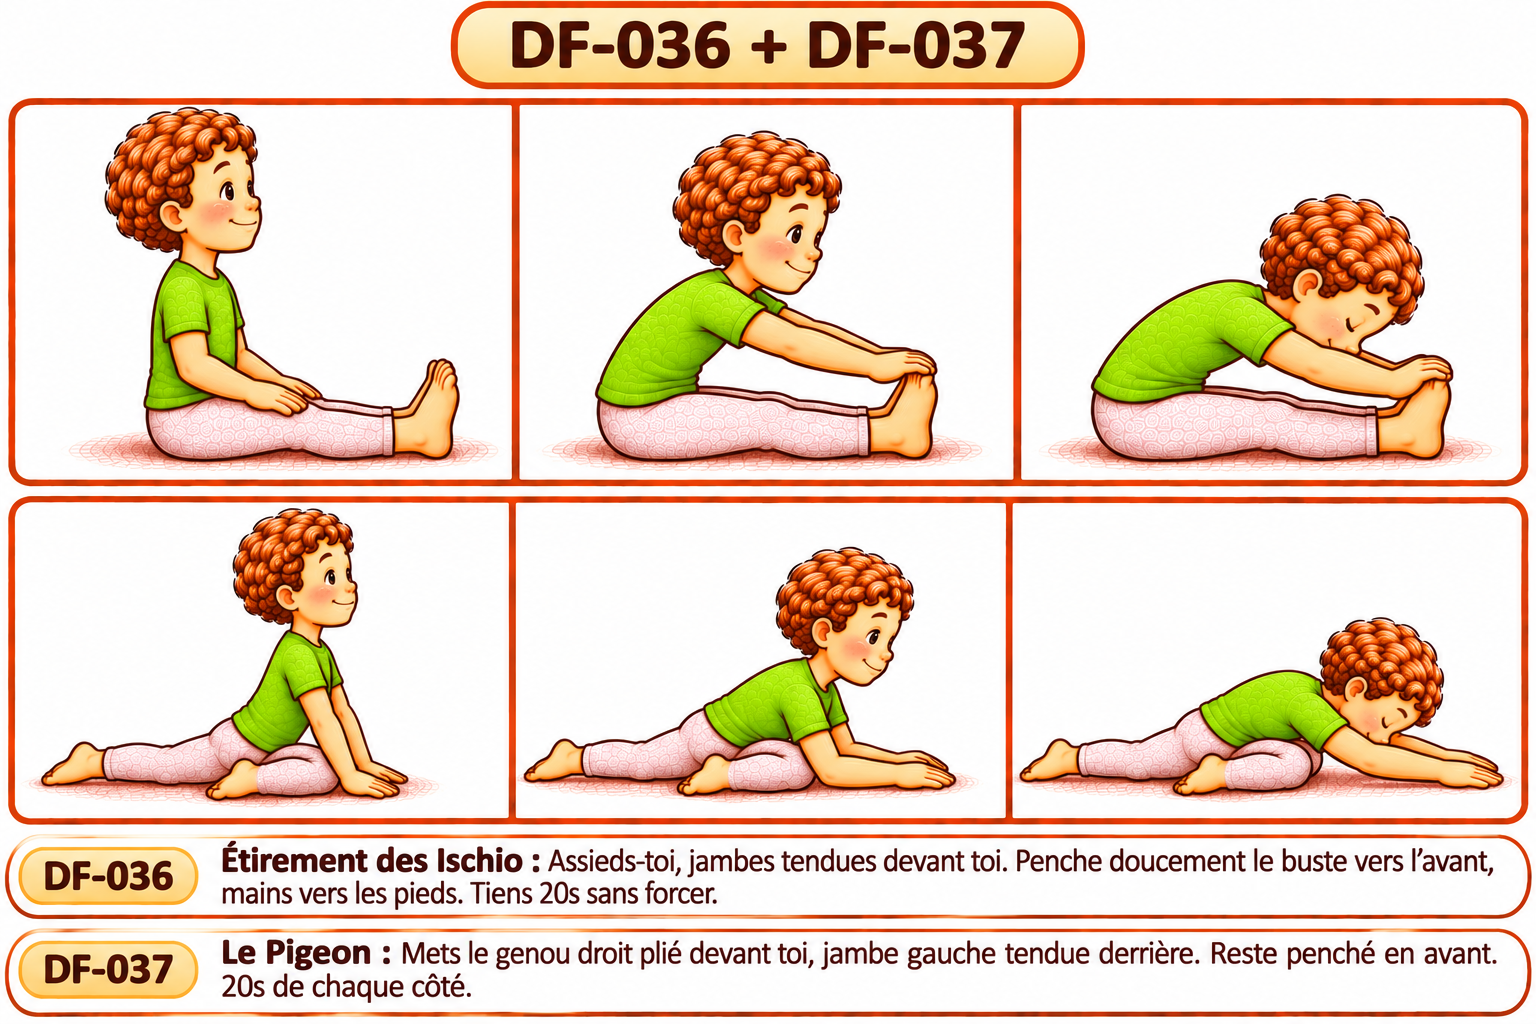 DF-036 + DF-037
DF-036
Étirement des Ischio : Assieds-toi, jambes tendues devant toi. Penche doucement le buste vers l’avant,
mains vers les pieds. Tiens 20s sans forcer.
DF-037
Le Pigeon : Mets le genou droit plié devant toi, jambe gauche tendue derrière. Reste penché en avant.
20s de chaque côté.